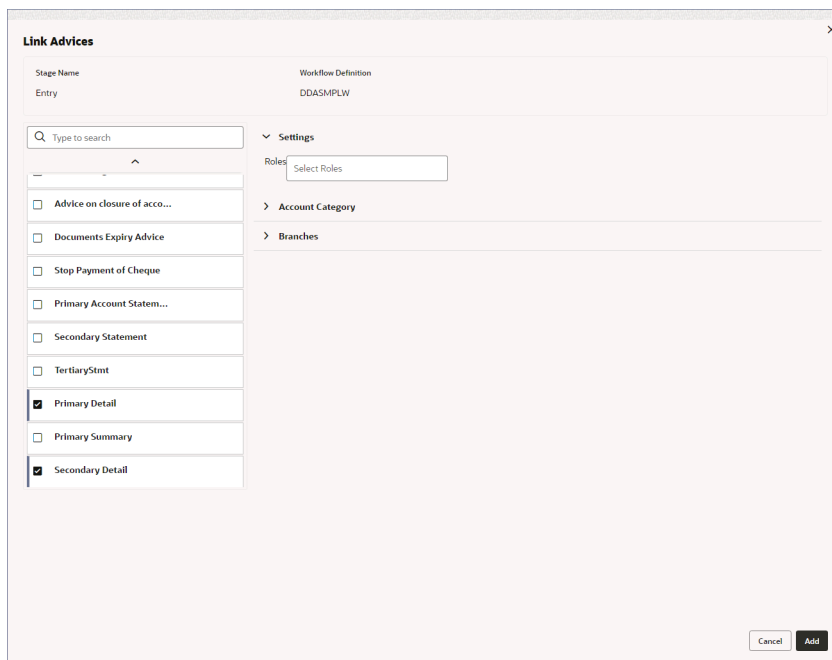 Link Advices
Stage Name
Workflow Definition
Entry
DDASMPLW
Type to search
Advice on closure of acco...
Documents Expiry Advice
Stop Payment of Cheque
Primary Account Statem...
Secondary Statement
TertiaryStmt
Primary Detail
Primary Summary
Secondary Detail
Settings
Roles
Select Roles
Account Category
Branches
Cancel
Add